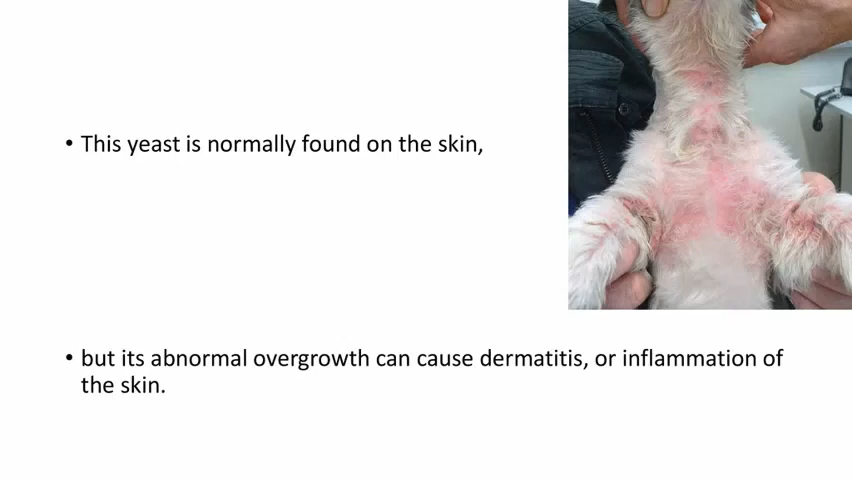 • This yeast is normally found on the skin,
• but its abnormal overgrowth can cause dermatitis, or inflammation of
the skin.